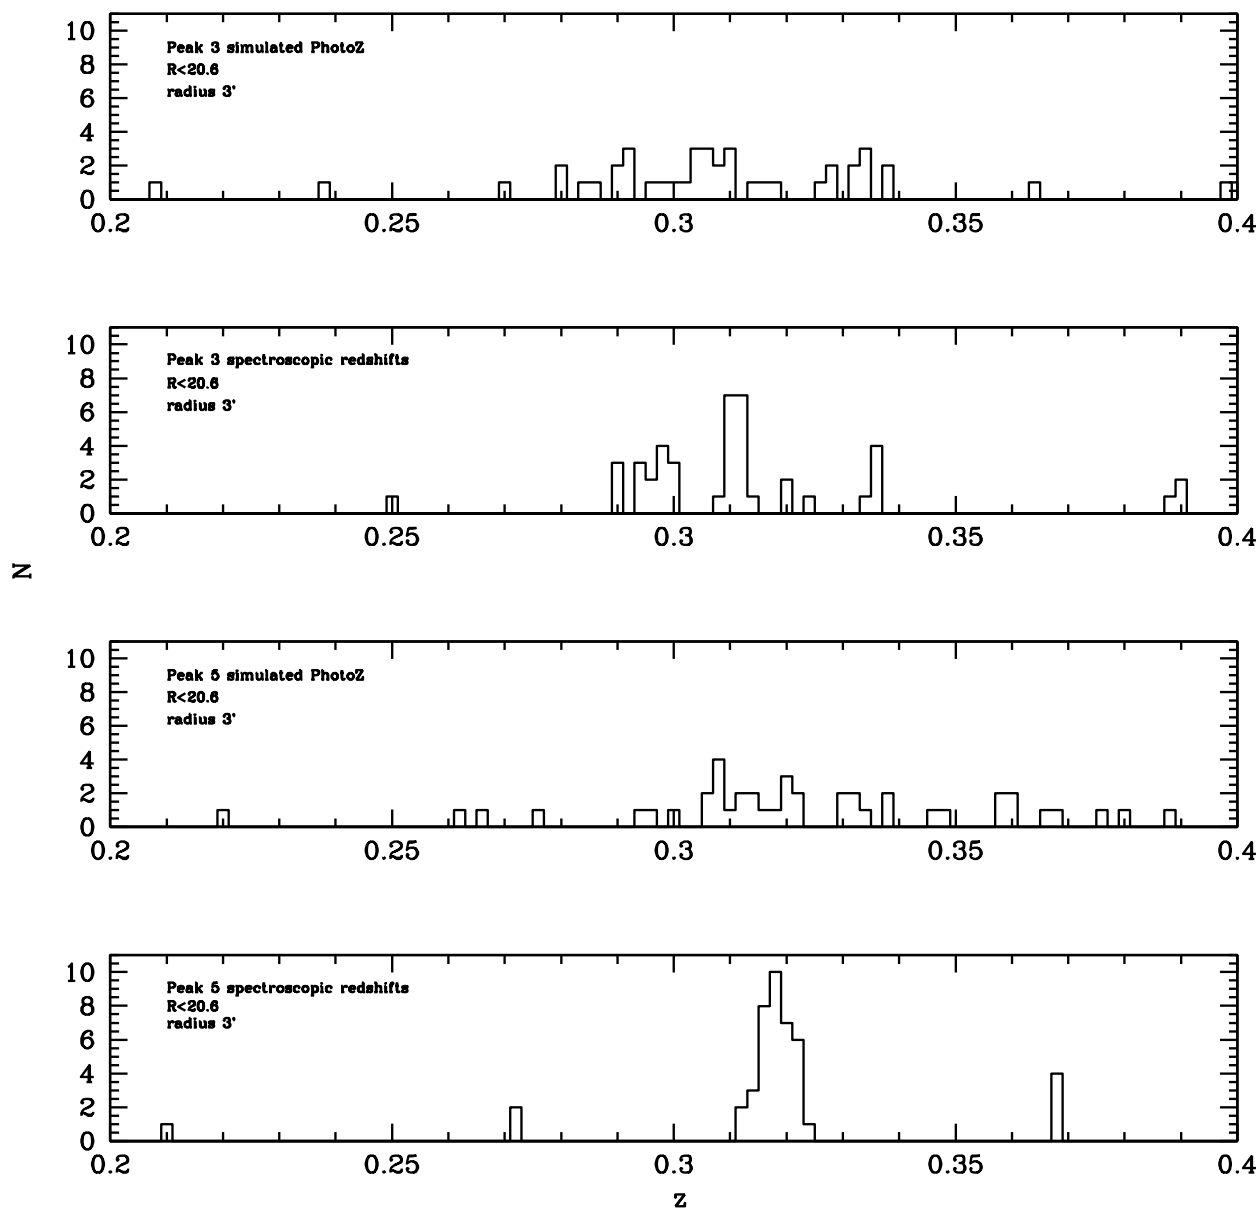 10
8
6
4
2
0
Peak 3 simulated PhotoZ
R<20.6
radius 3'
0.2 0.25 0.3 0.35 0.4
10
8
6
4
2
0
Peak 3 spectroscopic redshifts
R<20.6
radius 3'
0.2 0.25 0.3 0.35 0.4
N
10
8
6
4
2
0
Peak 5 simulated PhotoZ
R<20.6
radius 3'
0.2 0.25 0.3 0.35 0.4
10
8
6
4
2
0
Peak 5 spectroscopic redshifts
R<20.6
radius 3'
0.2 0.25 0.3 0.35 0.4
z